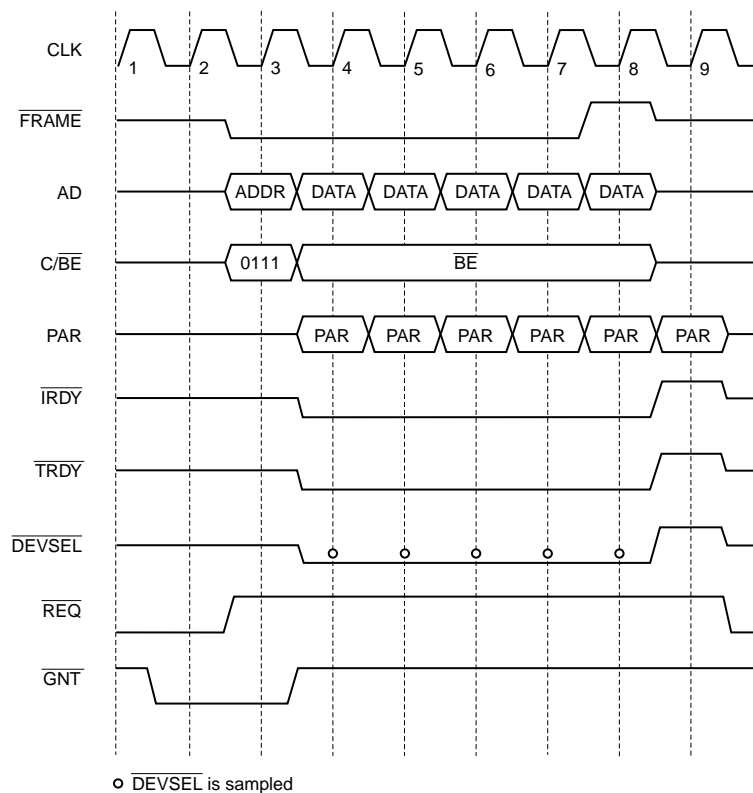 CLK
1 2 3 4 5 6 7 8 9
FRAME
AD
ADDR DATA DATA DATA DATA DATA
C/BE
0111 BE
PAR
PAR PAR PAR PAR PAR PAR
IRDY
TRDY
DEVSEL
REQ
GNT
DEVSEL is sampled